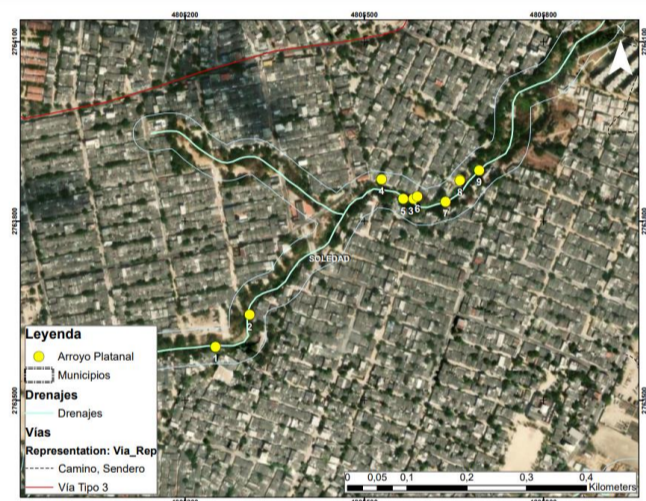 4805200 4805500 4805800
2764100
2764100
N
4
5 3 6
7
8
9
2763800
2763800
SOLEDAD
2
1
Leyenda
Arroyo Platanal
Municipios
Drenajes
Drenajes
Vías
Representation: Via_Rep
Camino, Sendero
Vía Tipo 3
0 0,05 0,1 0,2 0,3 0,4
Kilometers